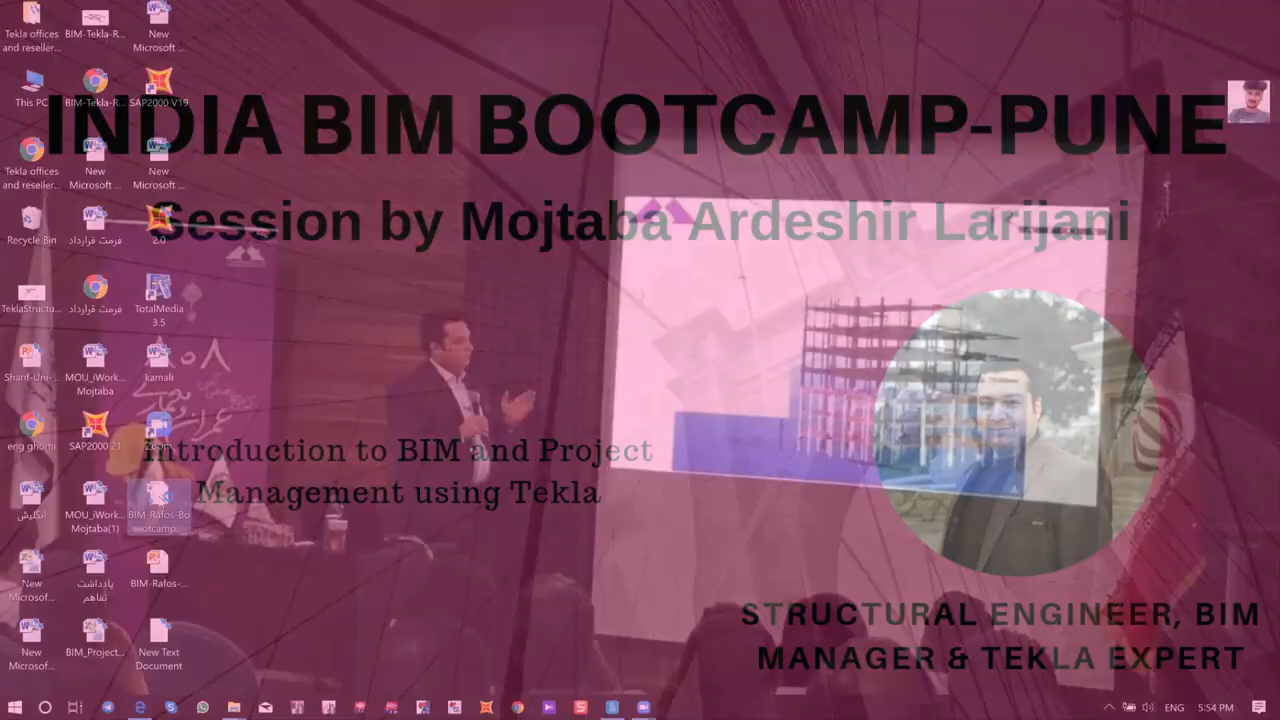 INDIA BIM BOOTCAMP-PUNE
Session by Mojtaba Ardeshir Larijani
Introduction to BIM and Project
Management using Tekla
STRUCTURAL ENGINEER, BIM
MANAGER & TEKLA EXPERT
Tekla offices
and reseller...
BIM-Tekla-R...
New
Microsoft ...
This PC
BIM-Tekla-R...
SAP2000 V19
Tekla offices
and reseller...
New
Microsoft ...
New
Microsoft ...
Recycle Bin
فرمت قرارداد
2.0
TeklaStructu...
فرمت قرارداد
TotalMedia
3.5
Sharif-Uni-...
MOU_iWork...
Mojtaba
kamali
eng ghomi
SAP2000 21
Zoom
انگلیش
MOU_iWork...
Mojtaba(1)
BIM-Rafos-Bo
otcamp
New
Microsof...
یادداشت
تفاهم
BIM-Rafos-...
New
Microsof...
BIM_Project...
New Text
Document
ENG
5:54 PM